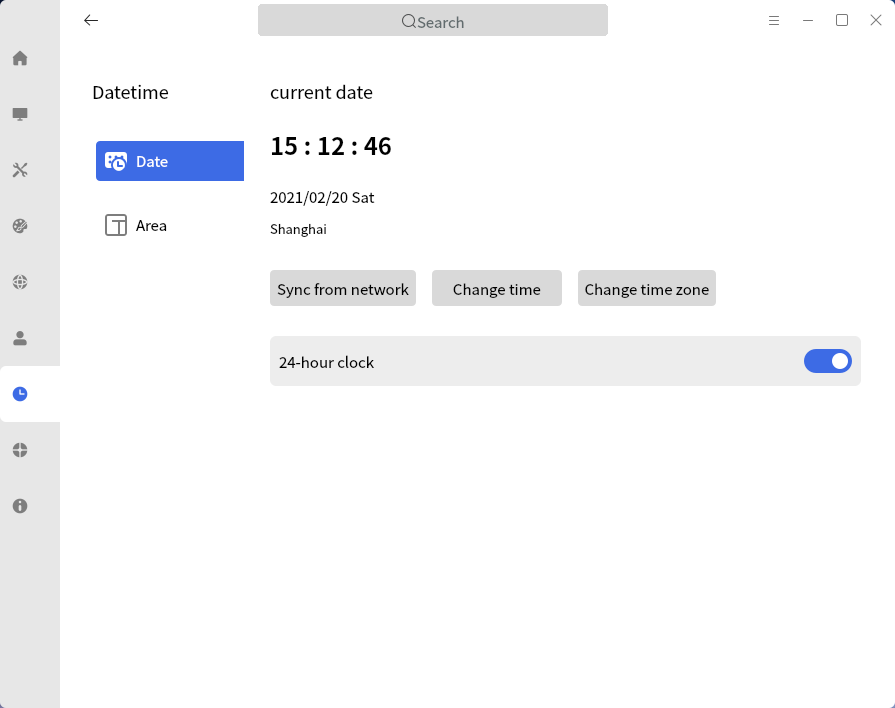 Search
Datetime
Date
Area
current date
15 : 12 : 46
2021/02/20 Sat
Shanghai
Sync from network
Change time
Change time zone
24-hour clock